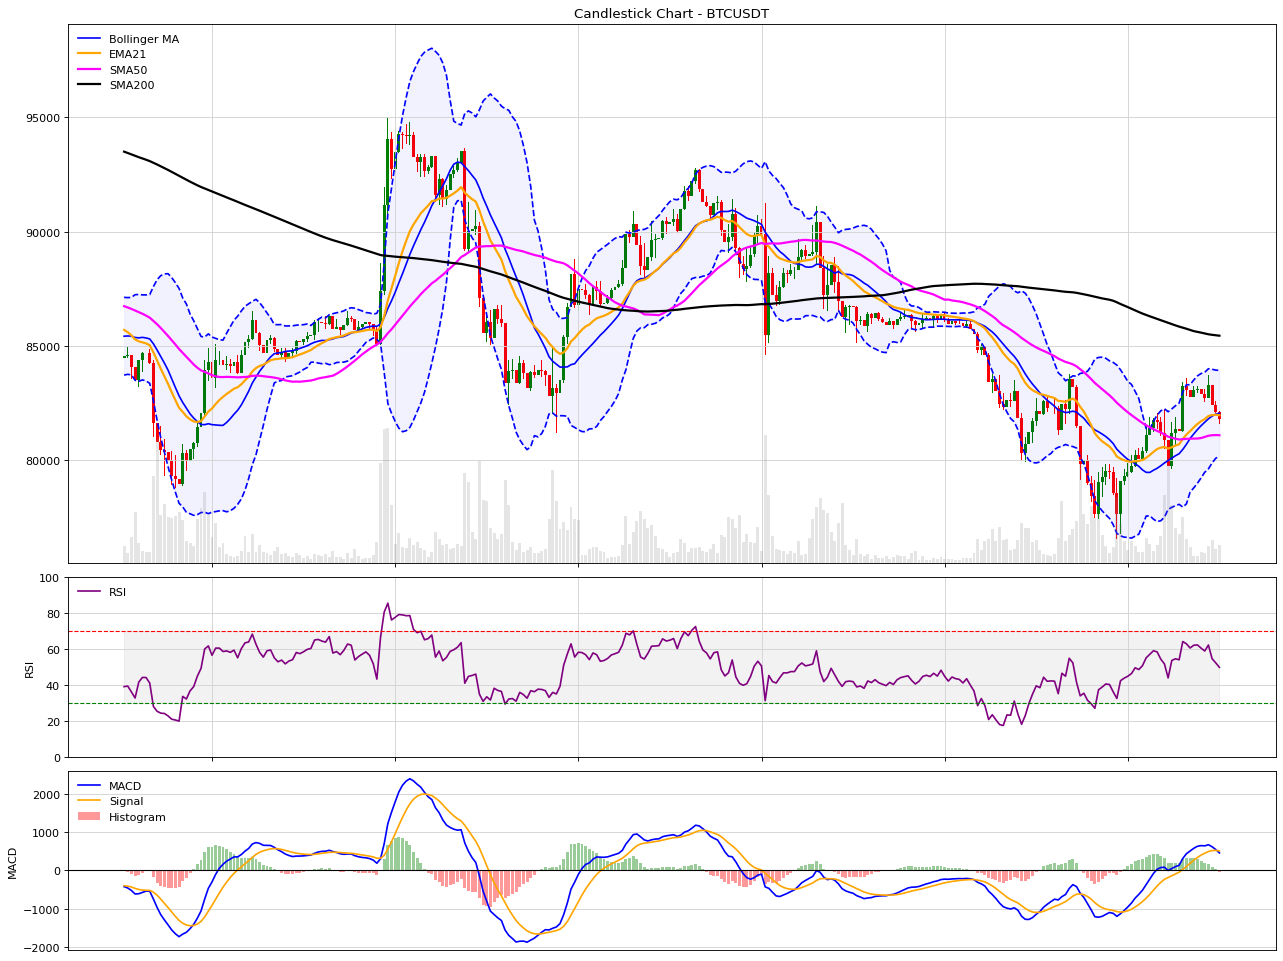 Candlestick Chart - BTCUSDT
Bollinger MA
EMA21
SMA50
SMA200
95000
90000
85000
80000
RSI
100
80
60
40
20
0
RSI
MACD
Signal
Histogram
2000
1000
0
−1000
−2000
MACD